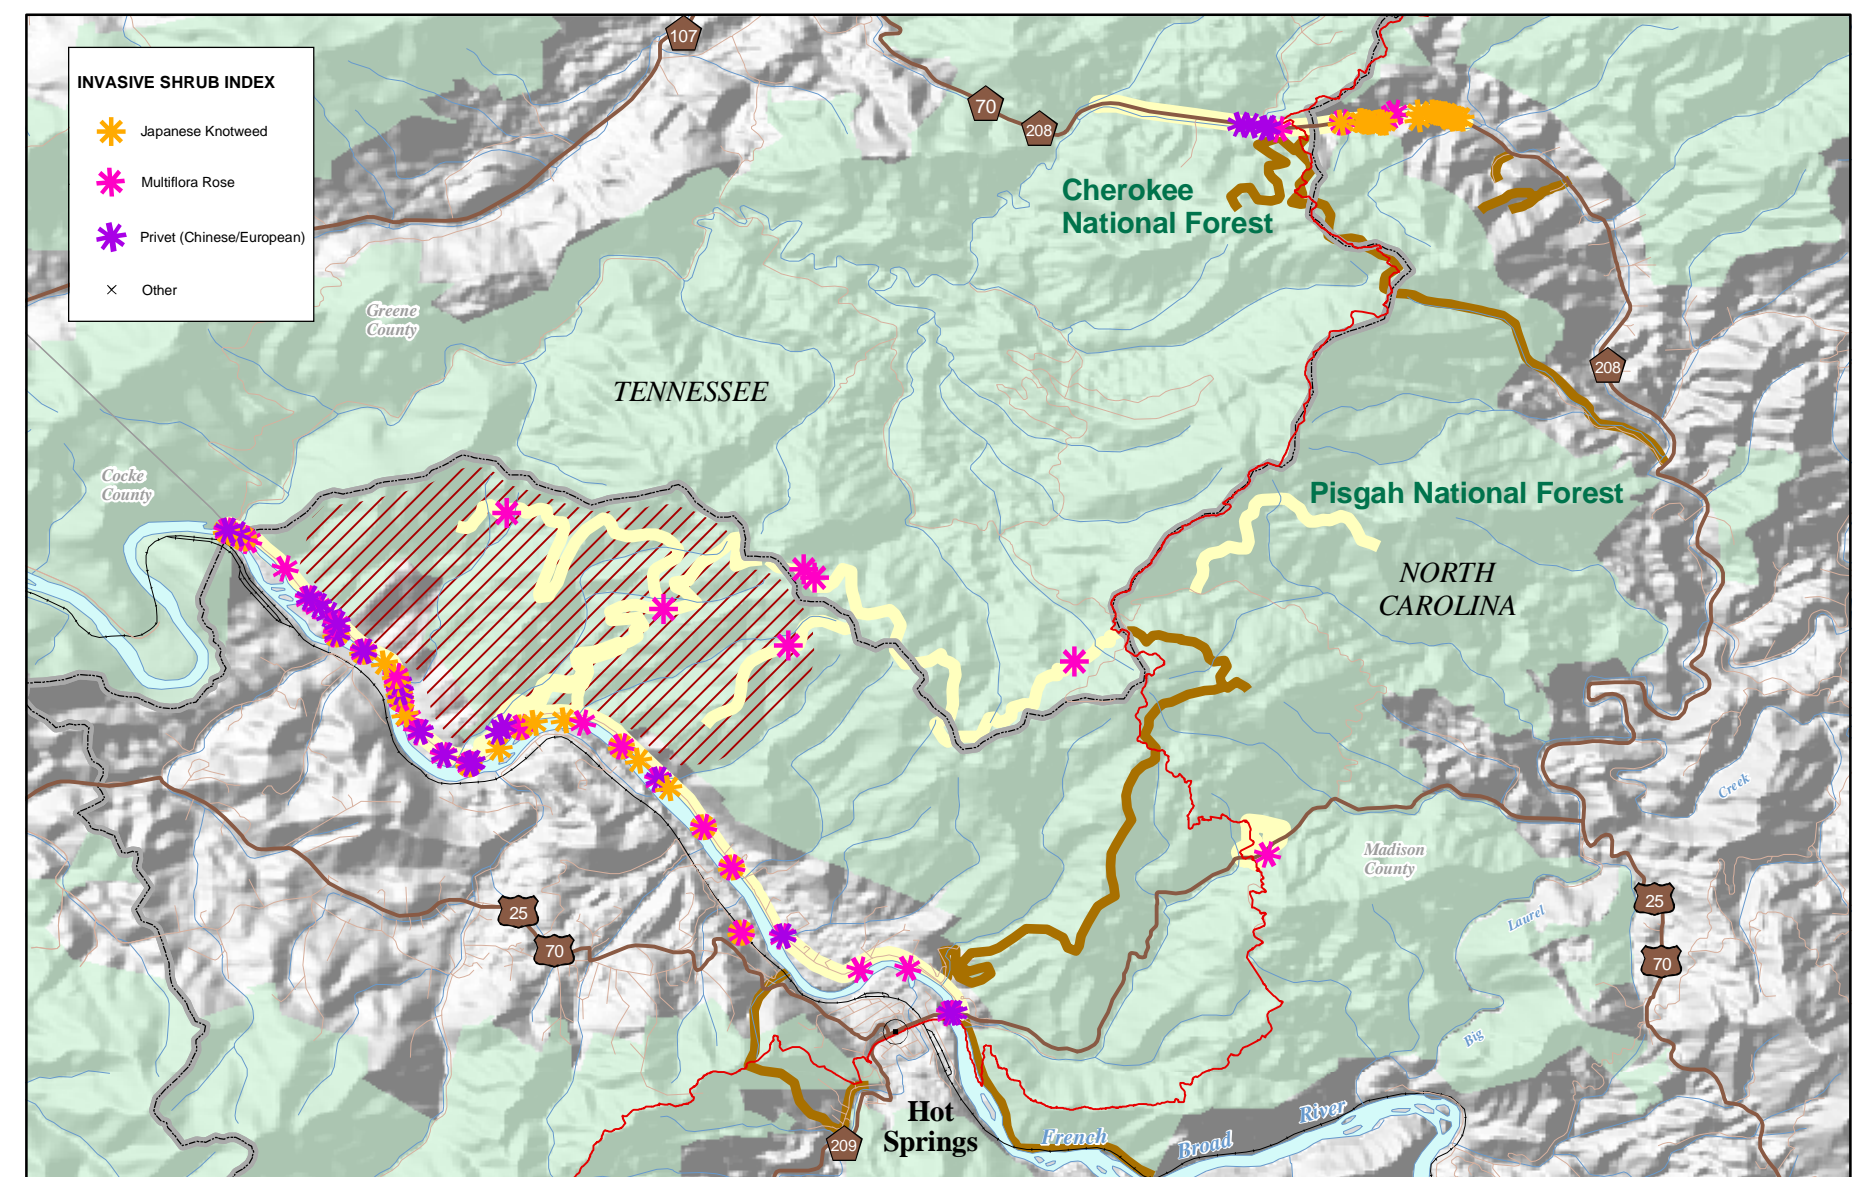 INVASIVE SHRUB INDEX
Japanese Knotweed
Multiflora Rose
Privet (Chinese/European)
Other
107
70
208
Cherokee
National Forest
Greene
County
TENNESSEE
208
Cocke
County
Pisgah National Forest
NORTH
CAROLINA
Creek
Madison
County
25
70
Laurel
25
70
Big
Hot
Springs
209
French
Broad
River